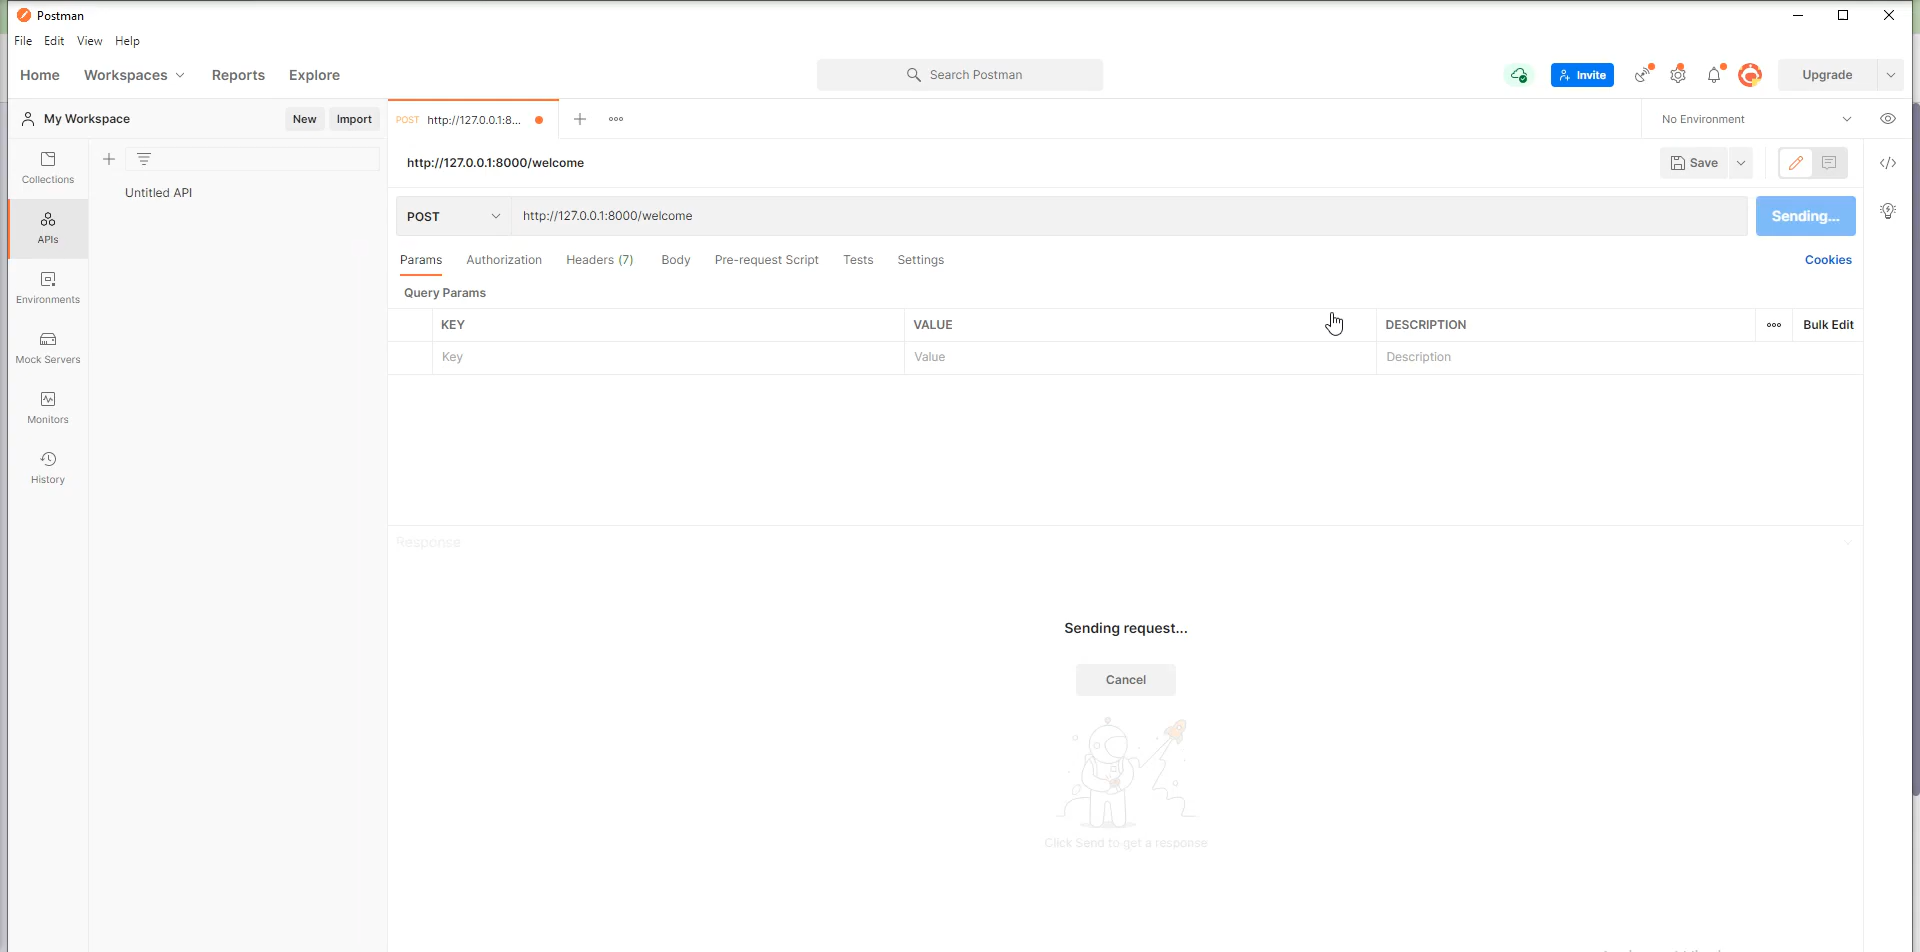 Postman
File Edit View Help
Home Workspaces Reports Explore Search Postman Invite Upgrade
My Workspace New Import POST http://127.0.0.1:8... No Environment
Collections
Untitled API
http://127.0.0.1:8000/welcome Save
APIs
POST http://127.0.0.1:8000/welcome Sending...
Params Authorization Headers (7) Body Pre-request Script Tests Settings Cookies
Environments
Query Params
KEY VALUE DESCRIPTION Bulk Edit
Mock Servers
Key Value Description
Monitors
History
Response
Sending request...
Cancel
Click Send to get a response